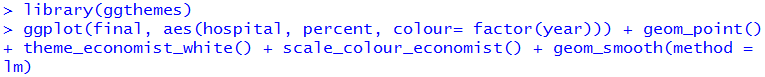 > library(ggthemes)
> ggplot(final, aes(hospital, percent, colour= factor(year))) + geom_point()
+ theme_economist_white() + scale_colour_economist() + geom_smooth(method =
lm)